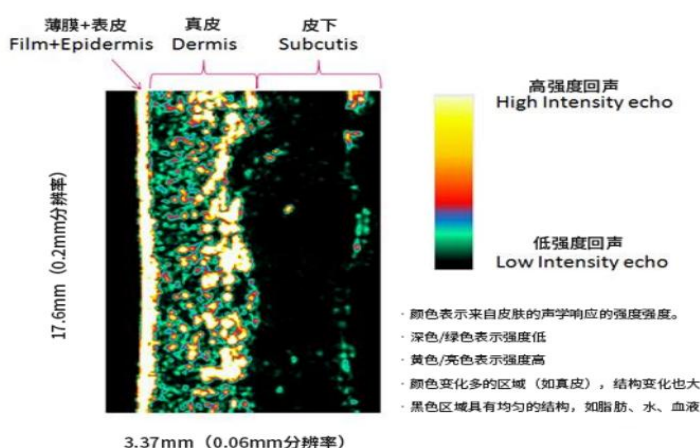 薄膜+表皮
Film+Epidermis
真皮
Dermis
皮下
Subcutis
17.6mm（0.2mm分辨率）
3.37mm（0.06mm分辨率）
高强度回声
High Intensity echo
低强度回声
Low Intensity echo
· 颜色表示来自皮肤的声学响应的强度强度。
· 深色/绿色表示强度低
· 黄色/亮色表示强度高
· 颜色变化多的区域（如真皮），结构变化也大
· 黑色区域具有均匀的结构，如脂肪、水、血液